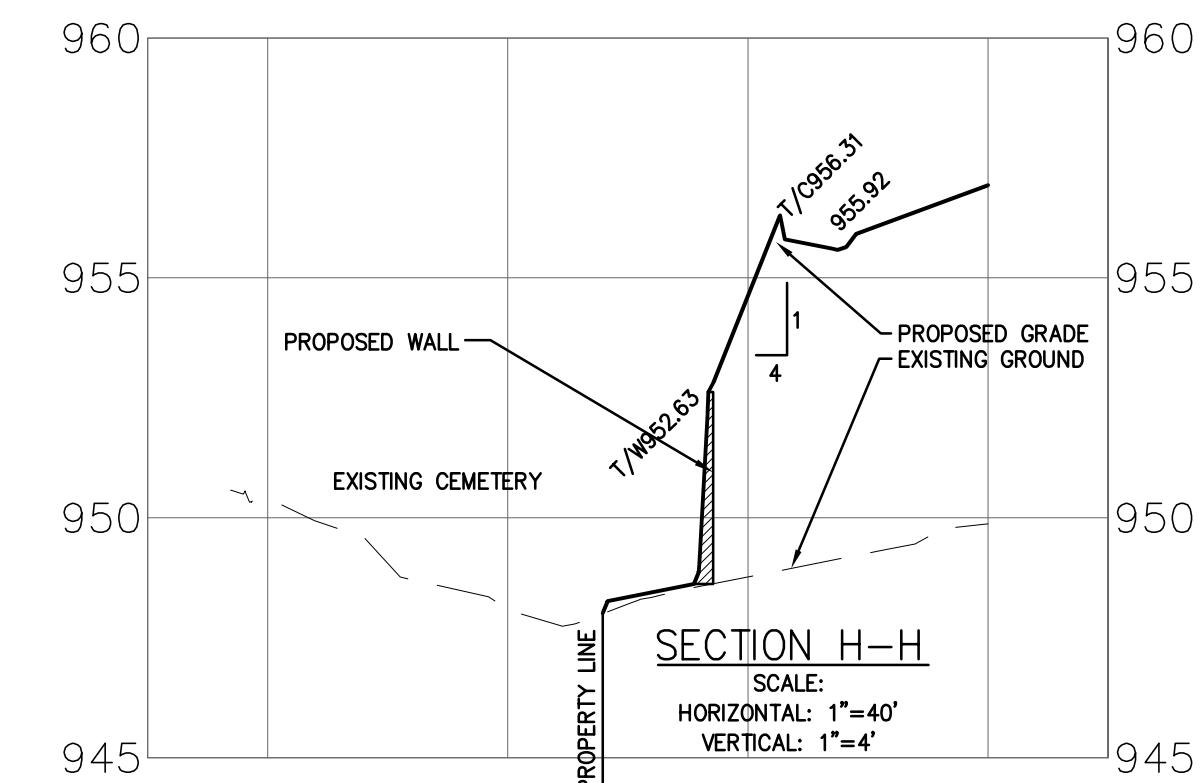 960
960
T/C956.31
955.92
955
955
1
4
PROPOSED WALL
PROPOSED GRADE
EXISTING GROUND
T/W952.63
EXISTING CEMETERY
950
950
PROPERTY LINE
SECTION H-H
SCALE:
HORIZONTAL: 1"=40'
VERTICAL: 1"=4'
945
945